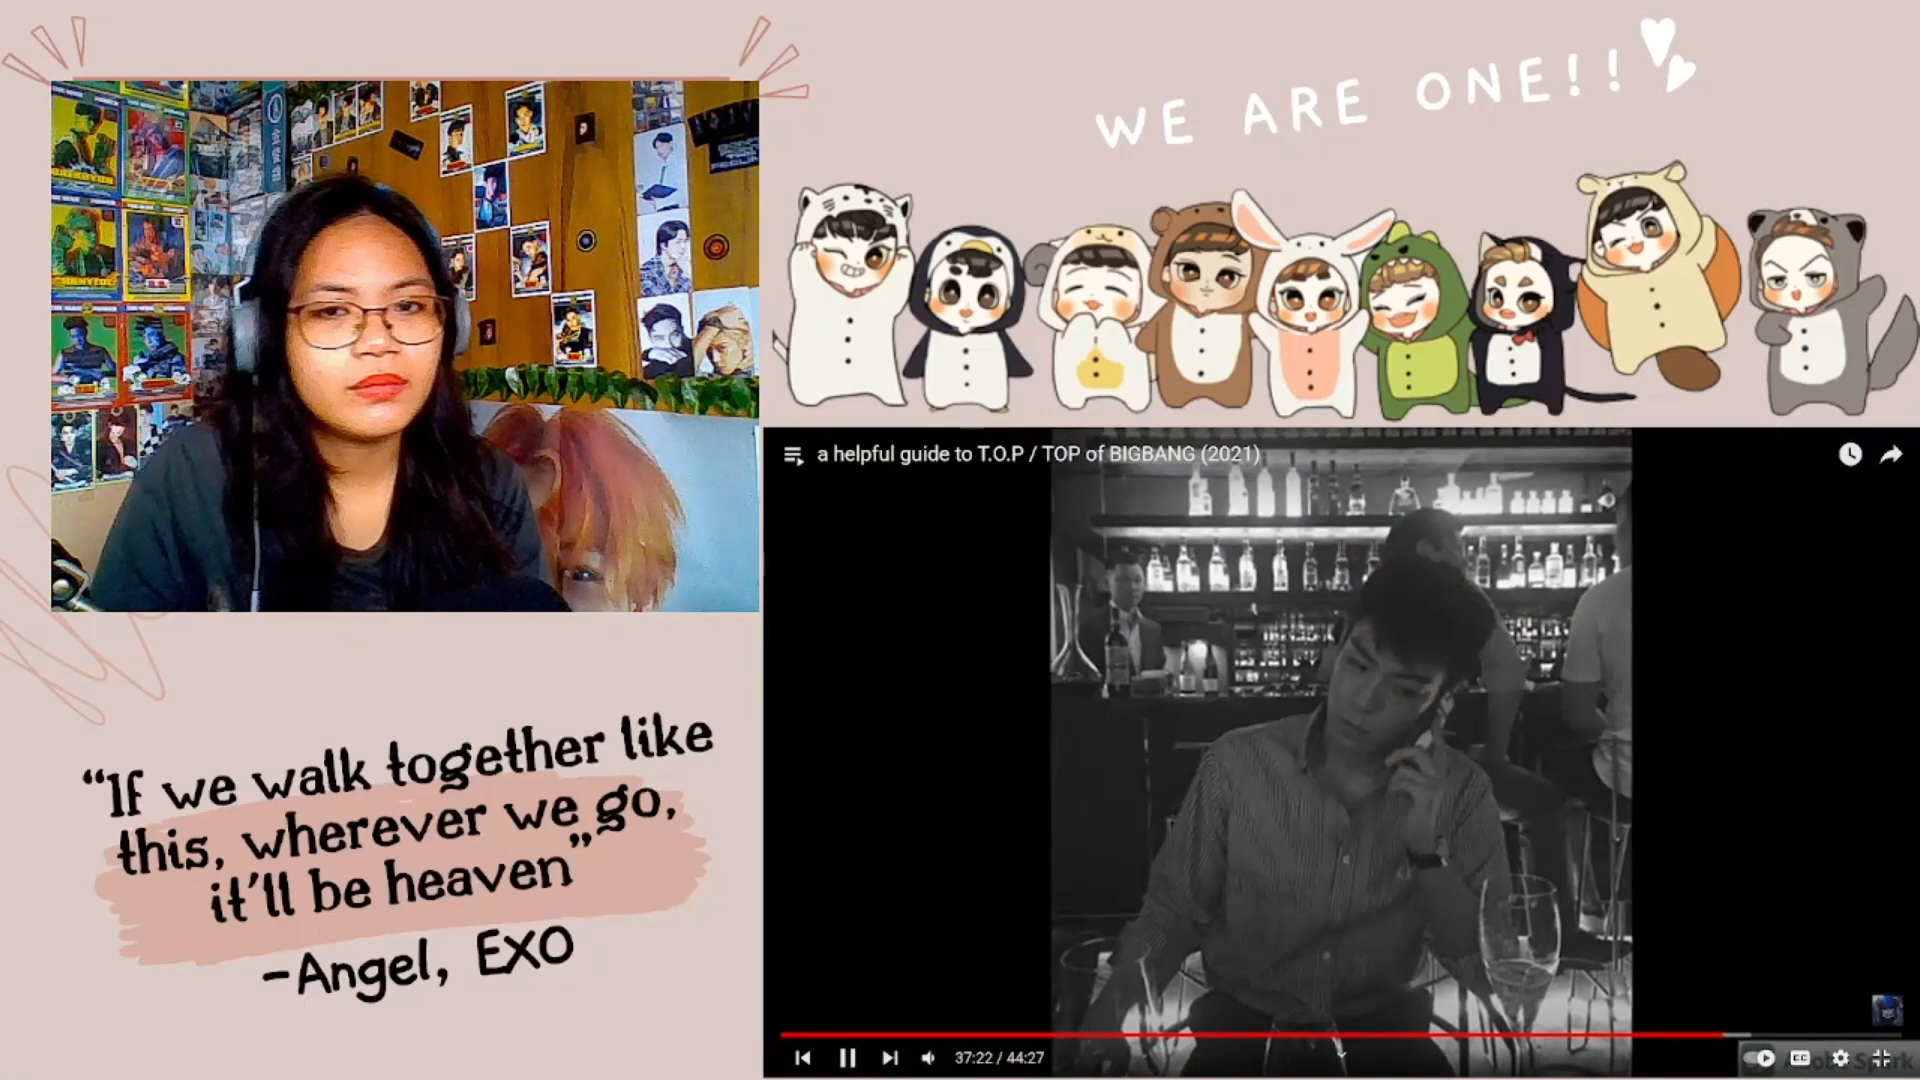 WE ARE ONE!!
a helpful guide to T.O.P / TOP of BIGBANG (2021)
“If we walk together like
this, wherever we go,
it'll be heaven”
-Angel, EXO
37:22 / 44:27